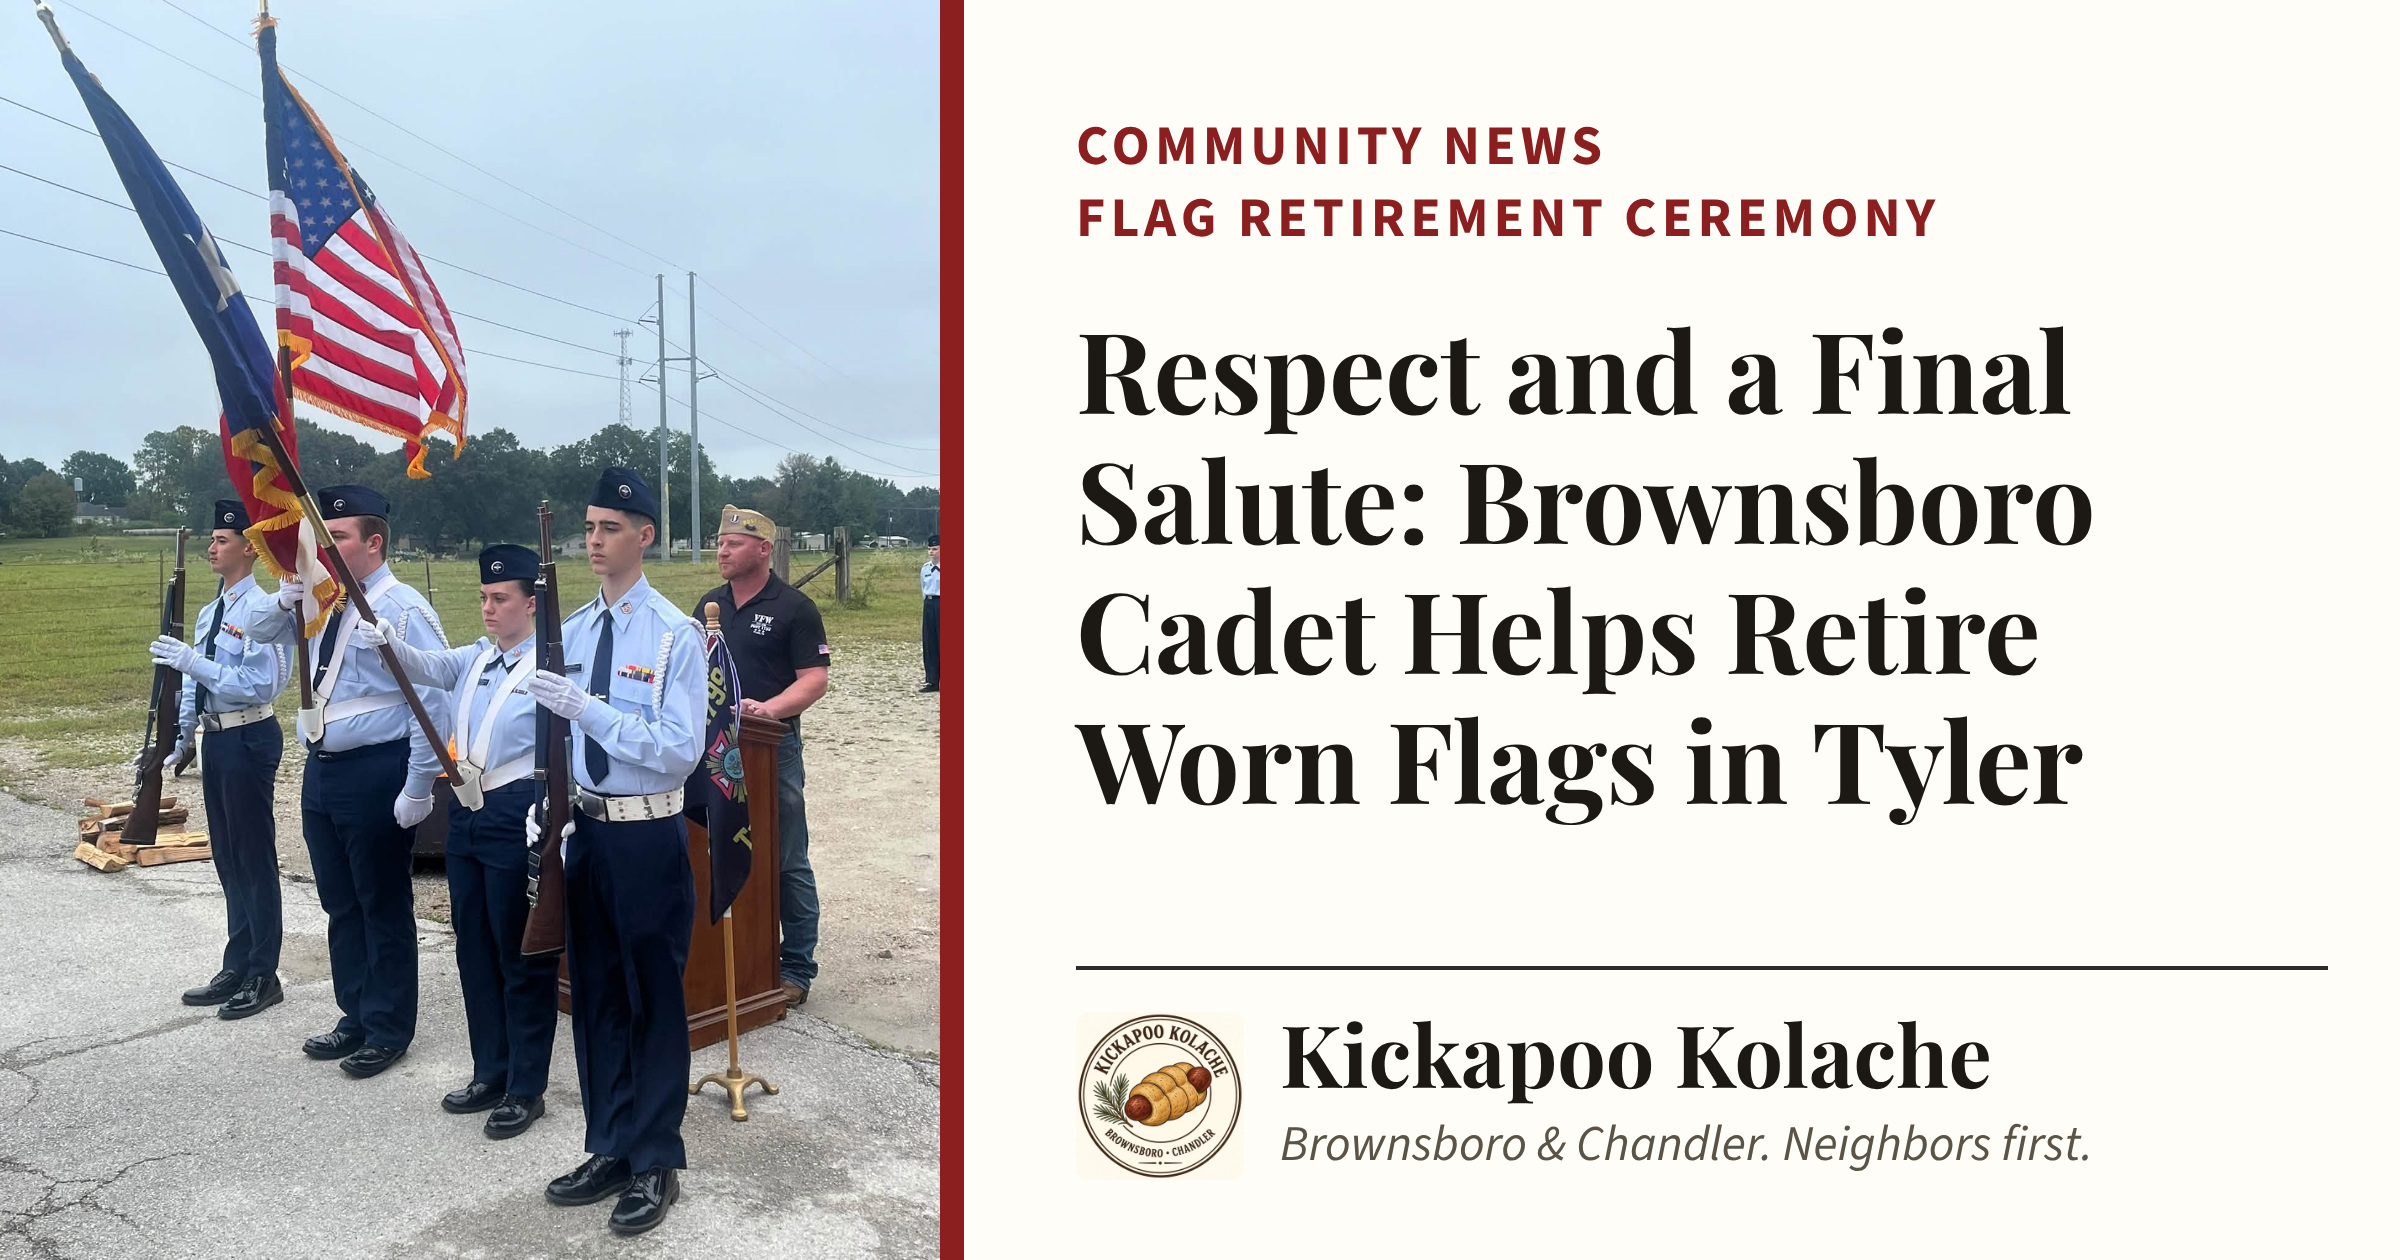 COMMUNITY NEWS
FLAG RETIREMENT CEREMONY
Respect and a Final
Salute: Brownsboro
Cadet Helps Retire
Worn Flags in Tyler
Kickapoo Kolache
Brownsboro & Chandler. Neighbors first.
KICKAPOO KOLACHE
BROWNSBORO • CHANDLER
VFW